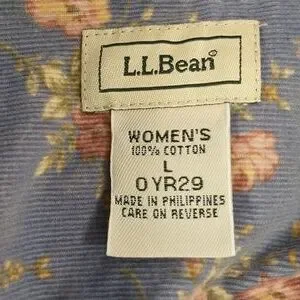 L.L.Bean®
WOMEN'S
100% COTTON
L
0YR29
MADE IN PHILIPPINES
CARE ON REVERSE